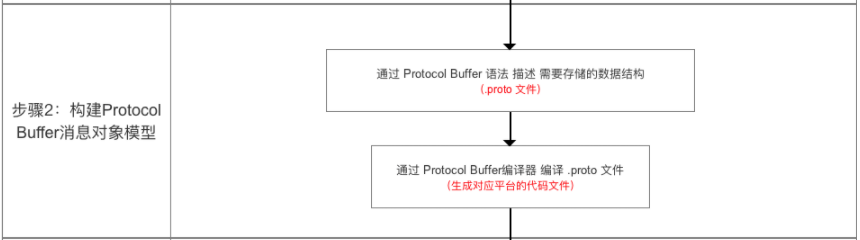 步骤2：构建Protocol
Buffer消息对象模型
通过 Protocol Buffer 语法 描述 需要存储的数据结构
（.proto 文件）
通过 Protocol Buffer编译器 编译 .proto 文件
（生成对应平台的代码文件）